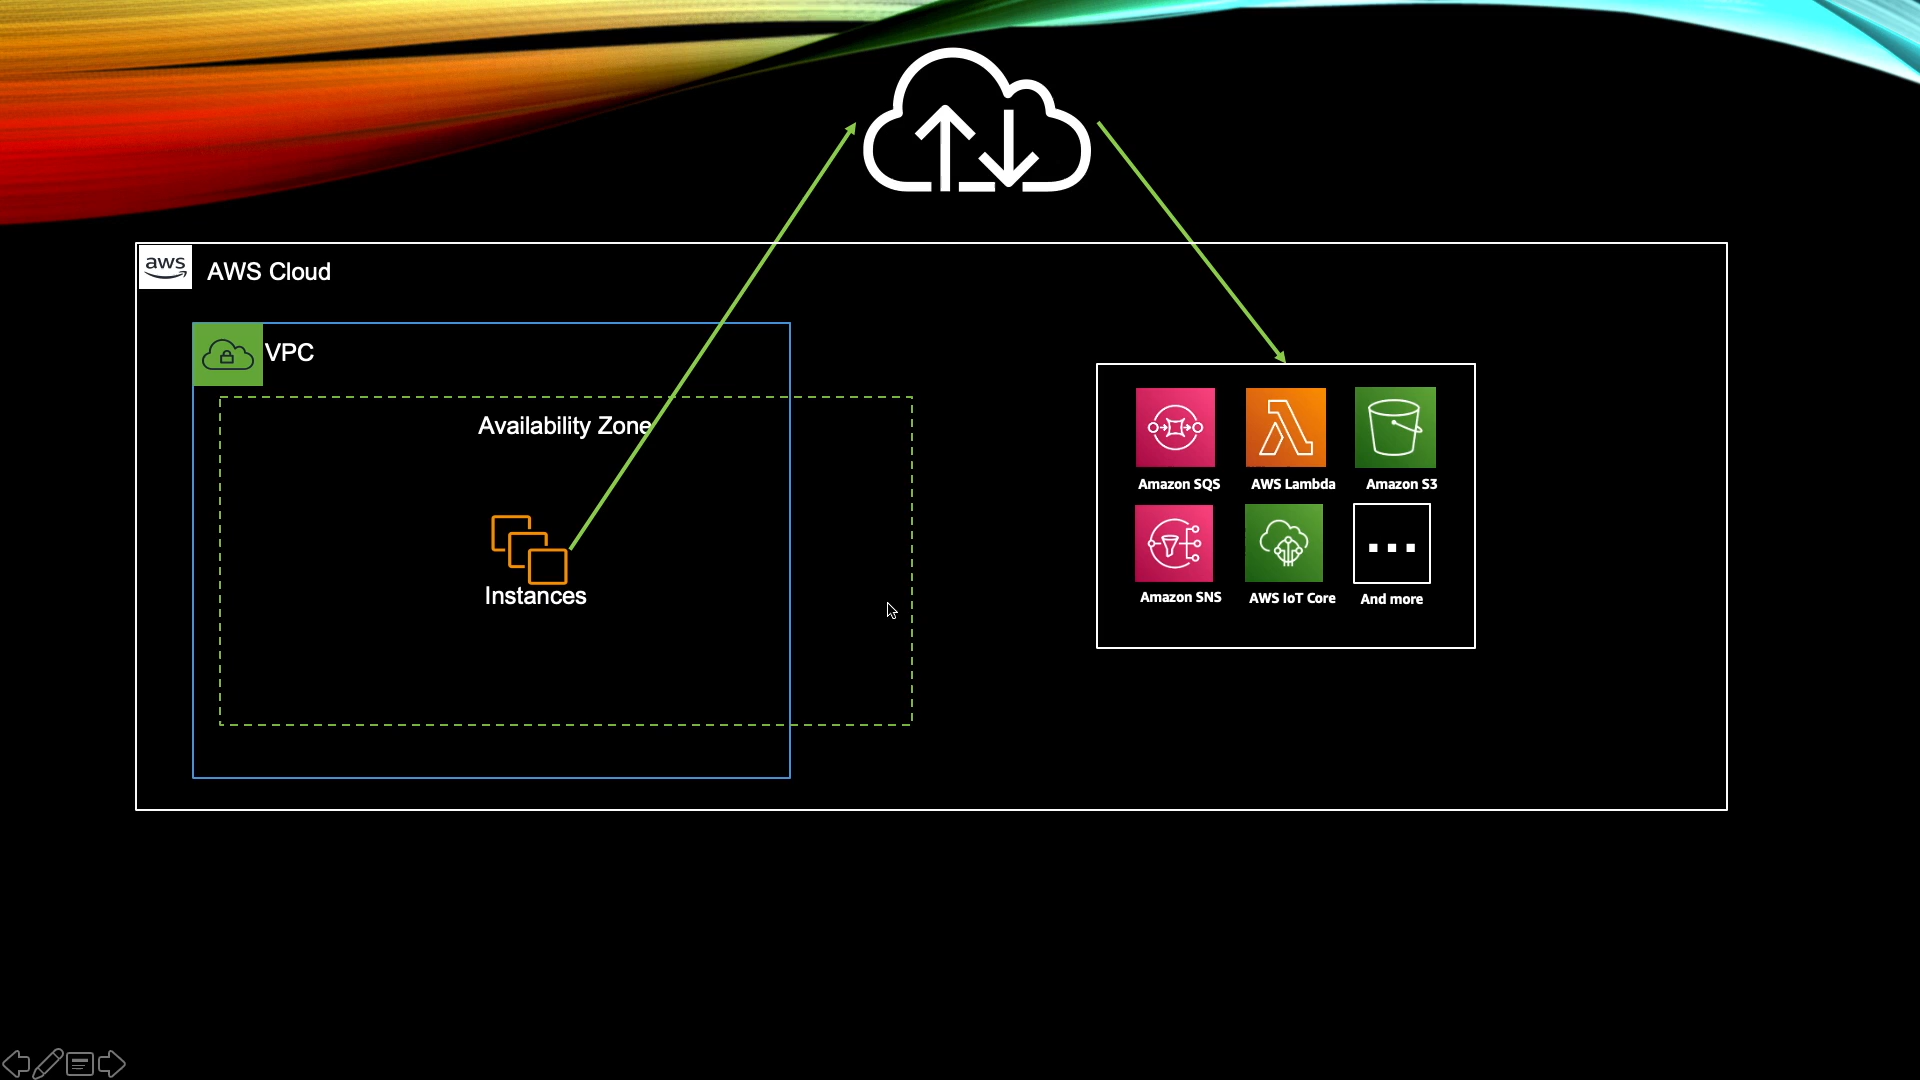 aws
AWS Cloud
VPC
Availability Zone
Instances
Amazon SQS
AWS Lambda
Amazon S3
Amazon SNS
AWS IoT Core
And more